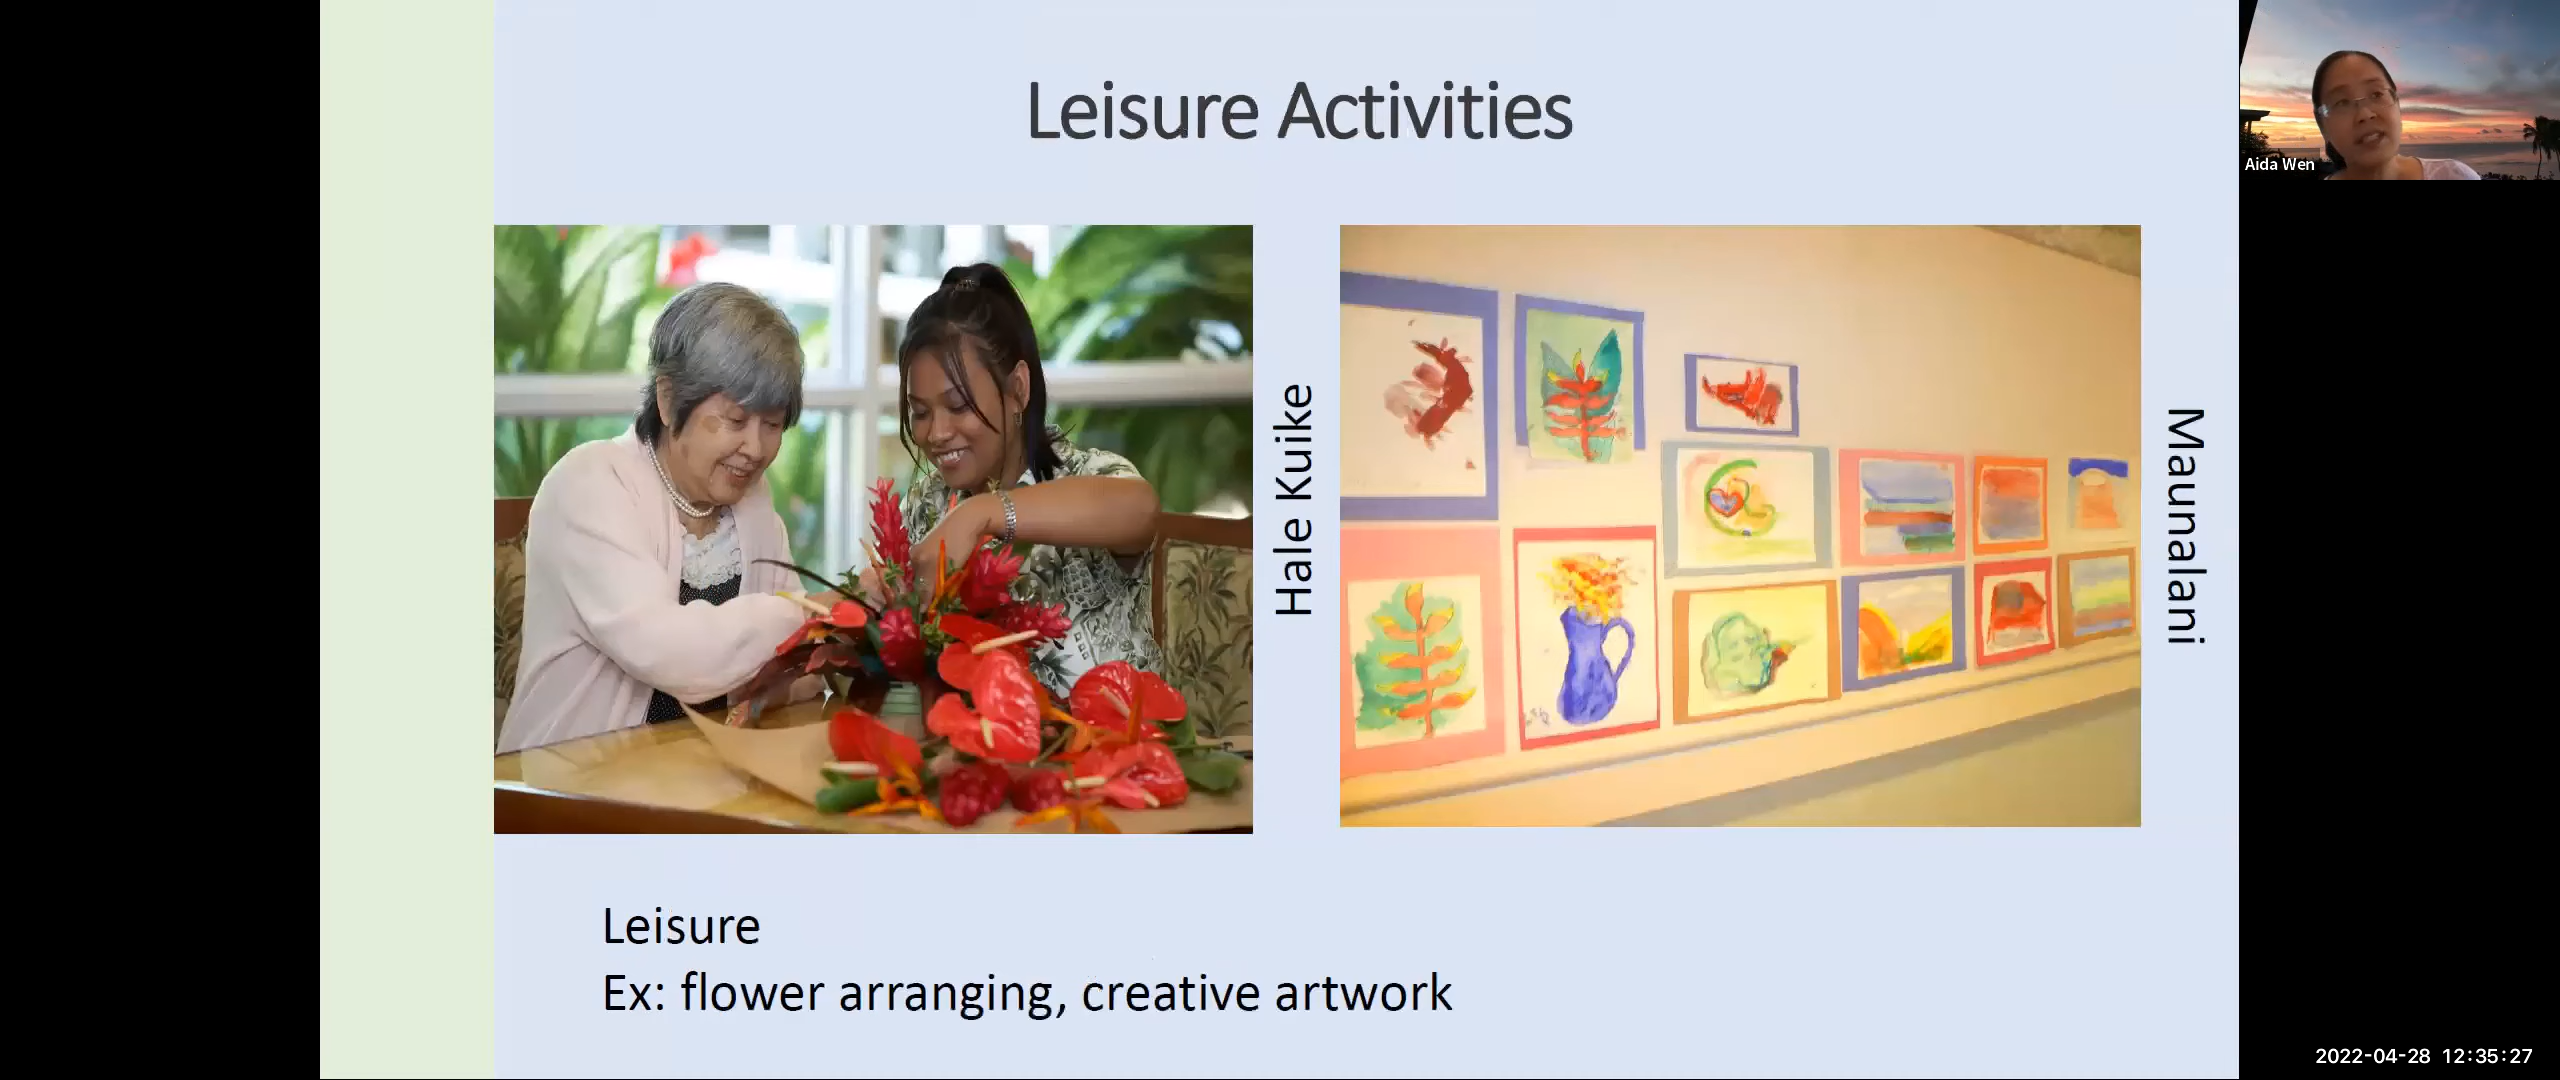 Leisure Activities
Aida Wen
Hale Kuike
Maunalani
Leisure
Ex: flower arranging, creative artwork
2022-04-28 12:35:27